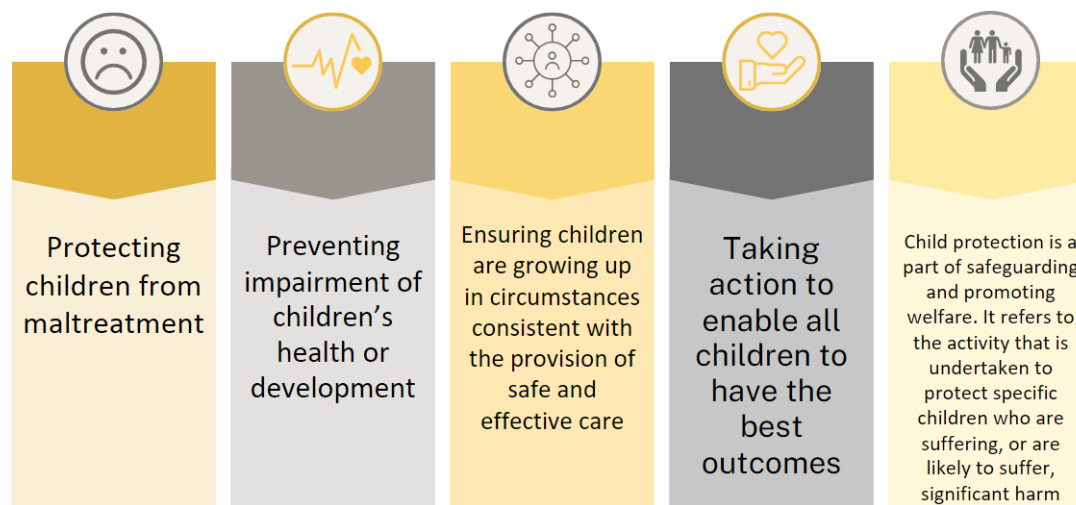 Protecting
children from
maltreatment
Preventing
impairment of
children’s
health or
development
Ensuring children
are growing up
in circumstances
consistent with
the provision of
safe and
effective care
Taking
action to
enable all
children to
have the
best
outcomes
Child protection is a
part of safeguarding
and promoting
welfare. It refers to
the activity that is
undertaken to
protect specific
children who are
suffering, or are
likely to suffer,
significant harm